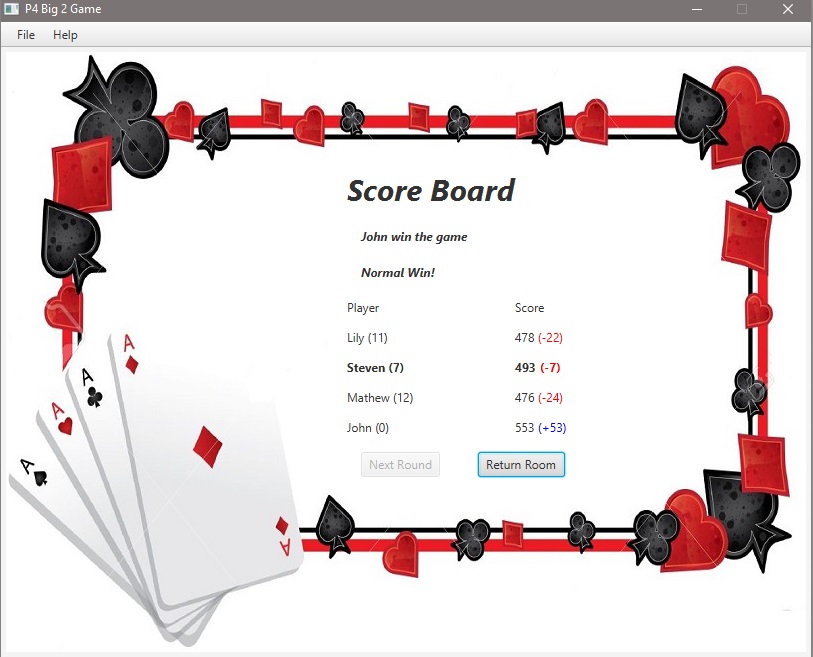 P4 Big 2 Game
File Help
Score Board
John win the game
Normal Win!
Player Score
Lily (11) 478 (-22)
Steven (7) 493 (-7)
Mathew (12) 476 (-24)
John (0) 553 (+53)
Next Round Return Room
A
A
A
A
A